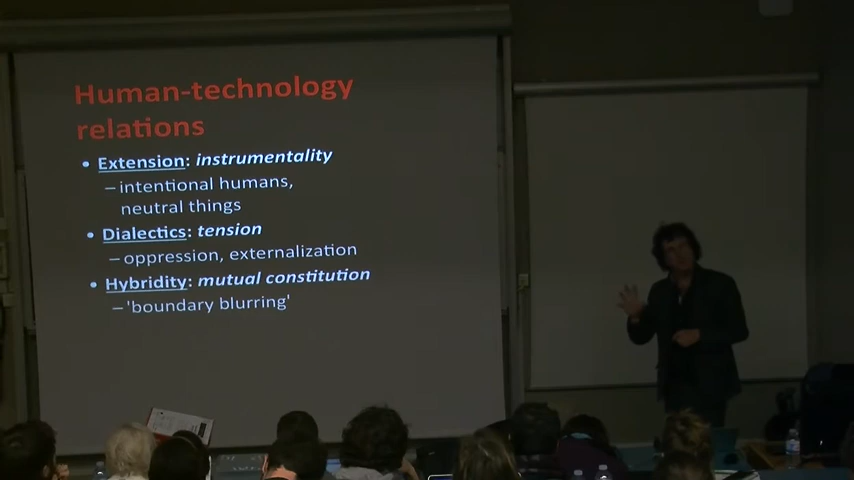 Human-technology
relations
• Extension: instrumentality
– intentional humans,
neutral things
• Dialectics: tension
– oppression, externalization
• Hybridity: mutual constitution
– 'boundary blurring'